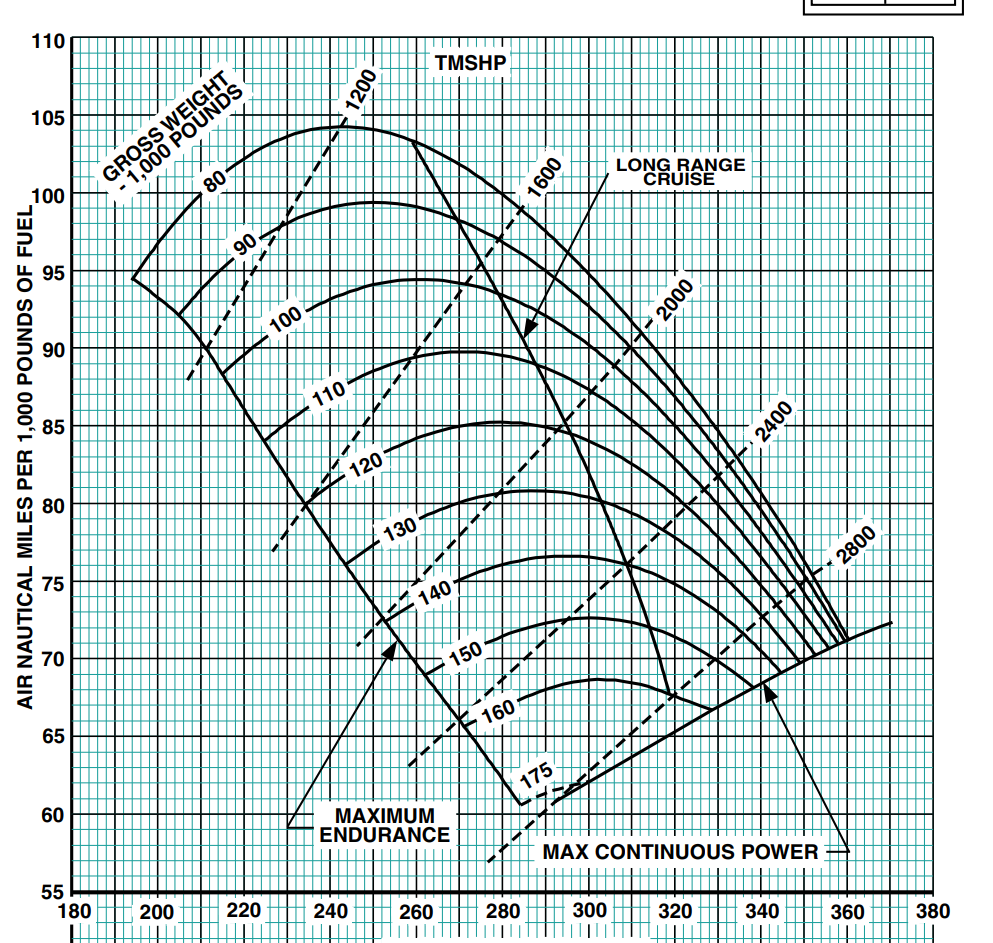 110
TMSHP
GROSS WEIGHT
- 1,000 POUNDS
1200
105
LONG RANGE
CRUISE
1600
80
100
90
95
2000
100
90
110
85
2400
120
80
130
2800
75
140
150
70
160
65
175
60
MAXIMUM
ENDURANCE
MAX CONTINUOUS POWER
55
180 200 220 240 260 280 300 320 340 360 380
AIR NAUTICAL MILES PER 1,000 POUNDS OF FUEL